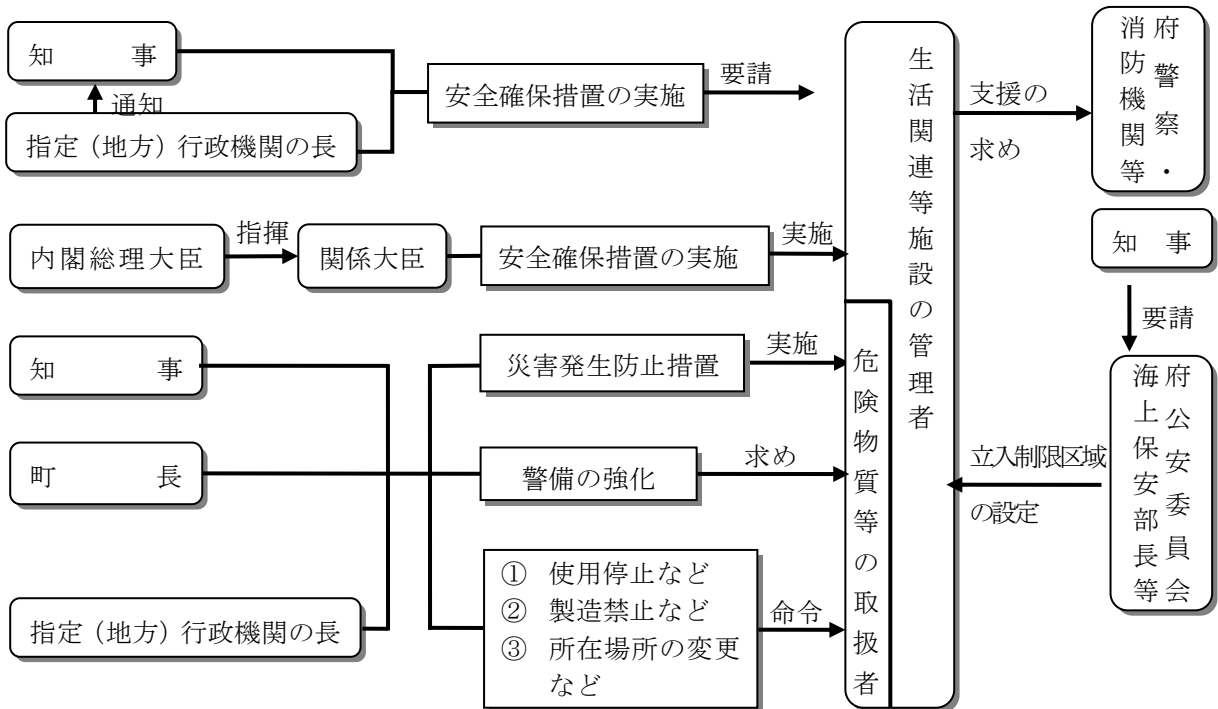 知　　　事
通知
指定（地方）行政機関の長
安全確保措置の実施
要請
内閣総理大臣
指揮
関係大臣
安全確保措置の実施
実施
知　　　事
町　　　長
指定（地方）行政機関の長
災害発生防止措置
実施
警備の強化
求め
①　使用停止など
②　製造禁止など
③　所在場所の変更
など
命令
生活関連等施設の管理者
危険物質等の取扱者
支援の
求め
府警察・
消防機関等
知　事
要請
府公安委員会
海上保安部長等
立入制限区域
の設定